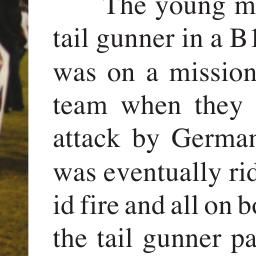 The young m
tail gunner in a B1
was on a mission
team when they
attack by German
was eventually rid
id fire and all on bo
the tail gunner pa